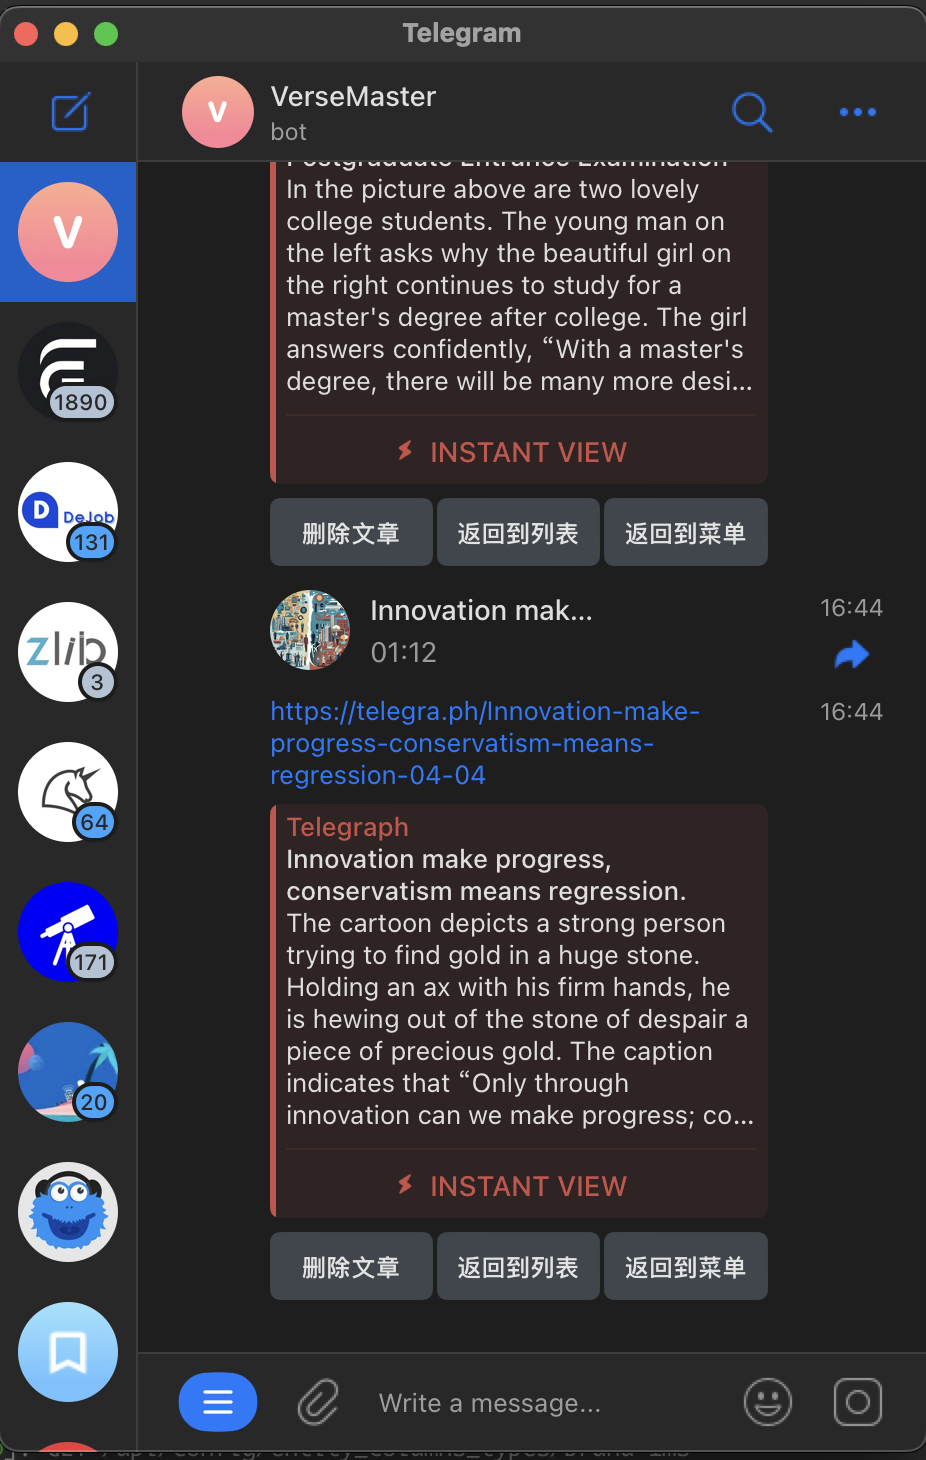 Telegram
V
VerseMaster
bot
V
1890
D DeJob
131
zlib
3
64
171
20
Postgraduate Entrance Examination
In the picture above are two lovely
college students. The young man on
the left asks why the beautiful girl on
the right continues to study for a
master's degree after college. The girl
answers confidently, “With a master's
degree, there will be many more desi...
INSTANT VIEW
删除文章 返回到列表 返回到菜单
Innovation mak... 16:44
01:12
https://telegra.ph/Innovation-make- 16:44
progress-conservatism-means-
regression-04-04
Telegraph
Innovation make progress,
conservatism means regression.
The cartoon depicts a strong person
trying to find gold in a huge stone.
Holding an ax with his firm hands, he
is hewing out of the stone of despair a
piece of precious gold. The caption
indicates that “Only through
innovation can we make progress; co...
INSTANT VIEW
删除文章 返回到列表 返回到菜单
Write a message...